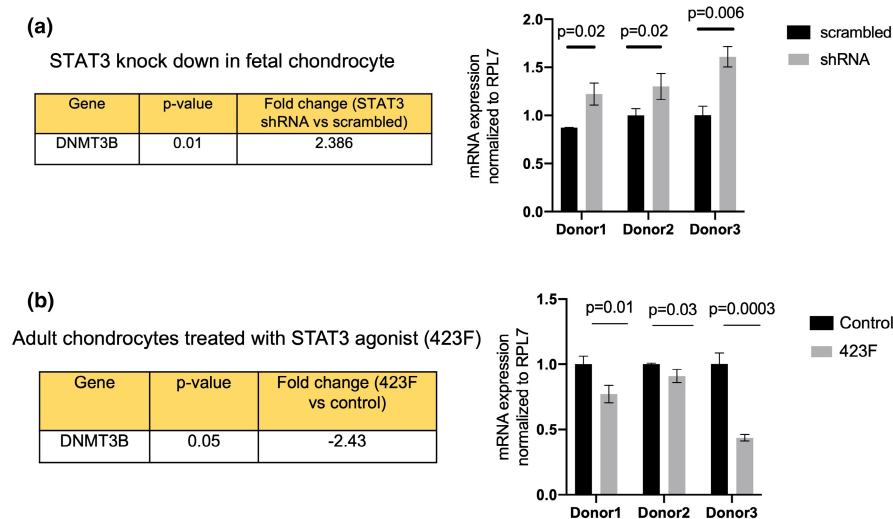 (a)
STAT3 knock down in fetal chondrocyte
Gene p-value Fold change (STAT3
shRNA vs scrambled)
DNMT3B 0.01 2.386
mRNA expression
normalized to RPL7
2.0
1.5
1.0
0.5
0.0
p=0.02 p=0.02 p=0.006
Donor1 Donor2 Donor3
scrambled
shRNA
(b)
Adult chondrocytes treated with STAT3 agonist (423F)
Gene p-value Fold change (423F
vs control)
DNMT3B 0.05 -2.43
mRNA expression
normalized to RPL7
1.5
1.0
0.5
0.0
p=0.01 p=0.03 p=0.0003
Donor1 Donor2 Donor3
Control
423F